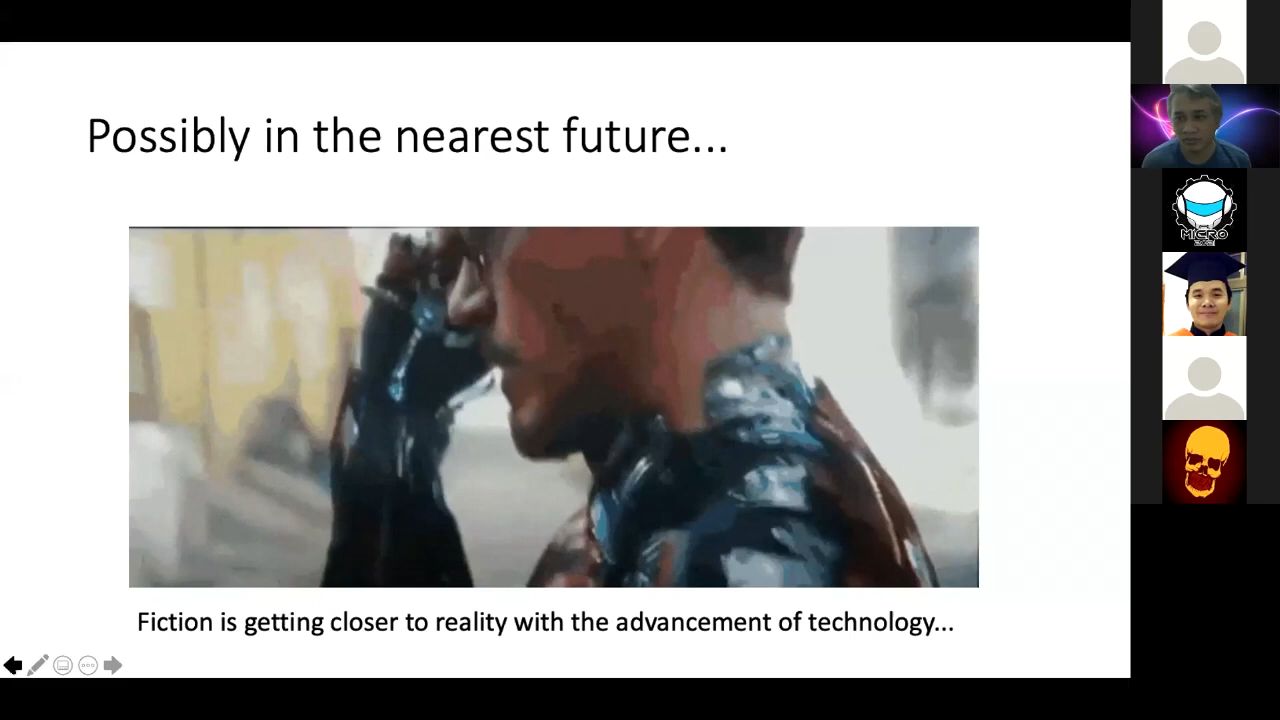 Possibly in the nearest future...
Fiction is getting closer to reality with the advancement of technology...
MICRO